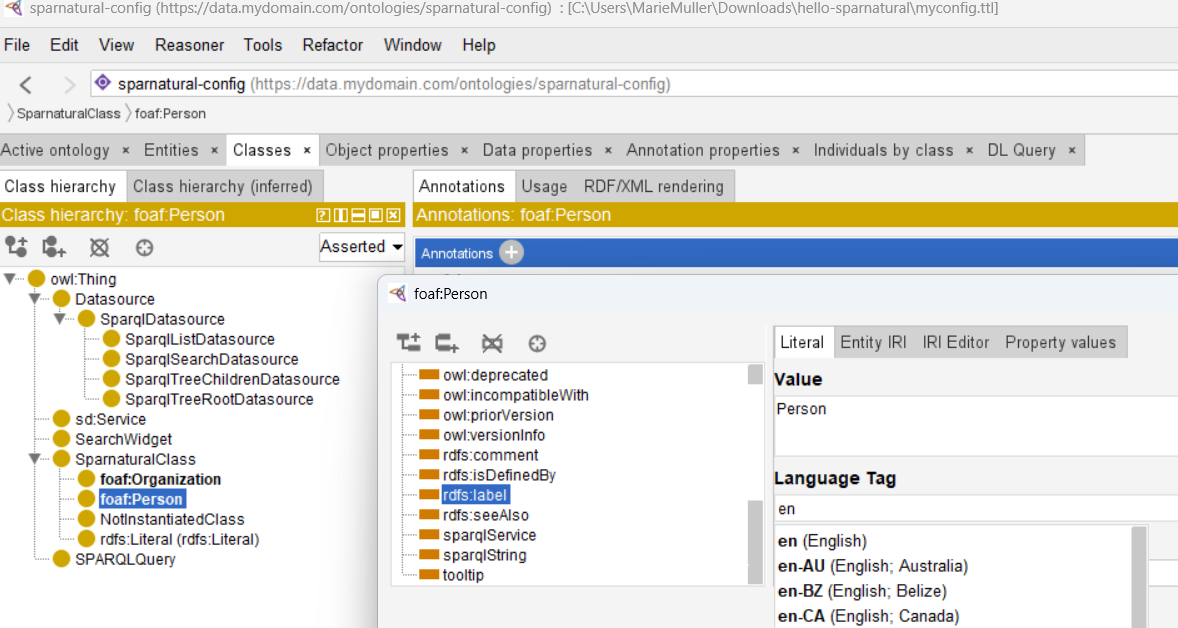 sparnatural-config (https://data.mydomain.com/ontologies/sparnatural-config) : [C:\Users\MarieMuller\Downloads\hello-sparnatural\myconfig.ttl]
File Edit View Reasoner Tools Refactor Window Help
sparnatural-config (https://data.mydomain.com/ontologies/sparnatural-config)
SparnaturalClass foaf:Person
Active ontology × Entities × Classes × Object properties × Data properties × Annotation properties × Individuals by class × DL Query ×
Class hierarchy Class hierarchy (inferred)
Class hierarchy: foaf:Person
Asserted
owl:Thing
Datasource
SparqlDatasource
SparqlListDatasource
SparqlSearchDatasource
SparqlTreeChildrenDatasource
SparqlTreeRootDatasource
sd:Service
SearchWidget
SparnaturalClass
foaf:Organization
foaf:Person
NotInstantiatedClass
rdfs:Literal (rdfs:Literal)
SPARQLQuery
Annotations Usage RDF/XML rendering
Annotations: foaf:Person
Annotations
foaf:Person
owl:deprecated
owl:incompatibleWith
owl:priorVersion
owl:versionInfo
rdfs:comment
rdfs:isDefinedBy
rdfs:label
rdfs:seeAlso
sparqlService
sparqlString
tooltip
Literal Entity IRI IRI Editor Property values
Value
Person
Language Tag
en
en (English)
en-AU (English; Australia)
en-BZ (English; Belize)
en-CA (English; Canada)